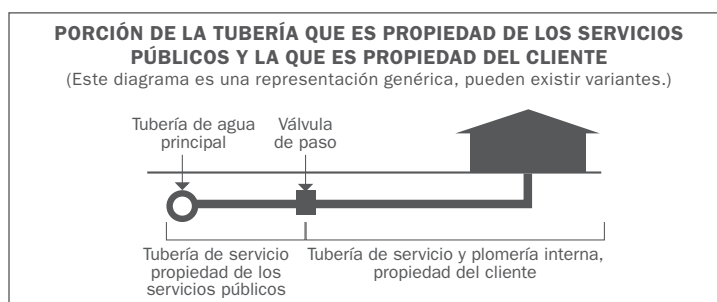 PORCIÓN DE LA TUBERÍA QUE ES PROPIEDAD DE LOS SERVICIOS
PÚBLICOS Y LA QUE ES PROPIEDAD DEL CLIENTE
(Este diagrama es una representación genérica, pueden existir variantes.)
Tubería de agua
principal
Válvula
de paso
Tubería de servicio
propiedad de los
servicios públicos
Tubería de servicio y plomería interna,
propiedad del cliente